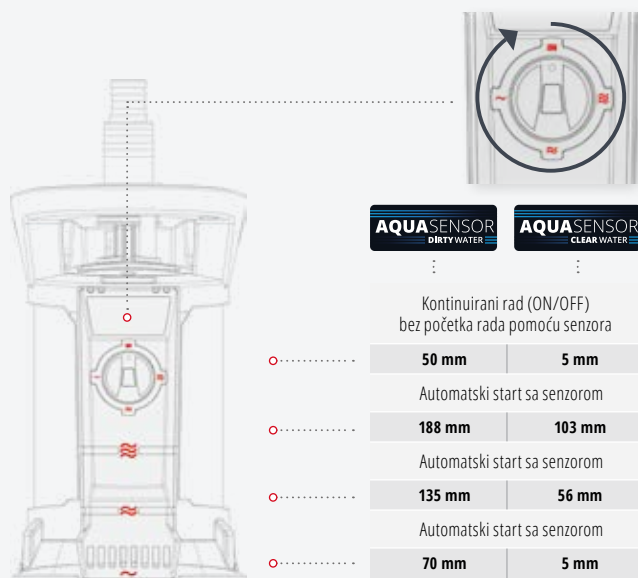 AQUASENSOR
DIRTY WATER
AQUASENSOR
CLEAR WATER
Kontinuirani rad (ON/OFF)
bez početka rada pomoću senzora
50 mm 5 mm
Automatski start sa senzorom
188 mm 103 mm
Automatski start sa senzorom
135 mm 56 mm
Automatski start sa senzorom
70 mm 5 mm